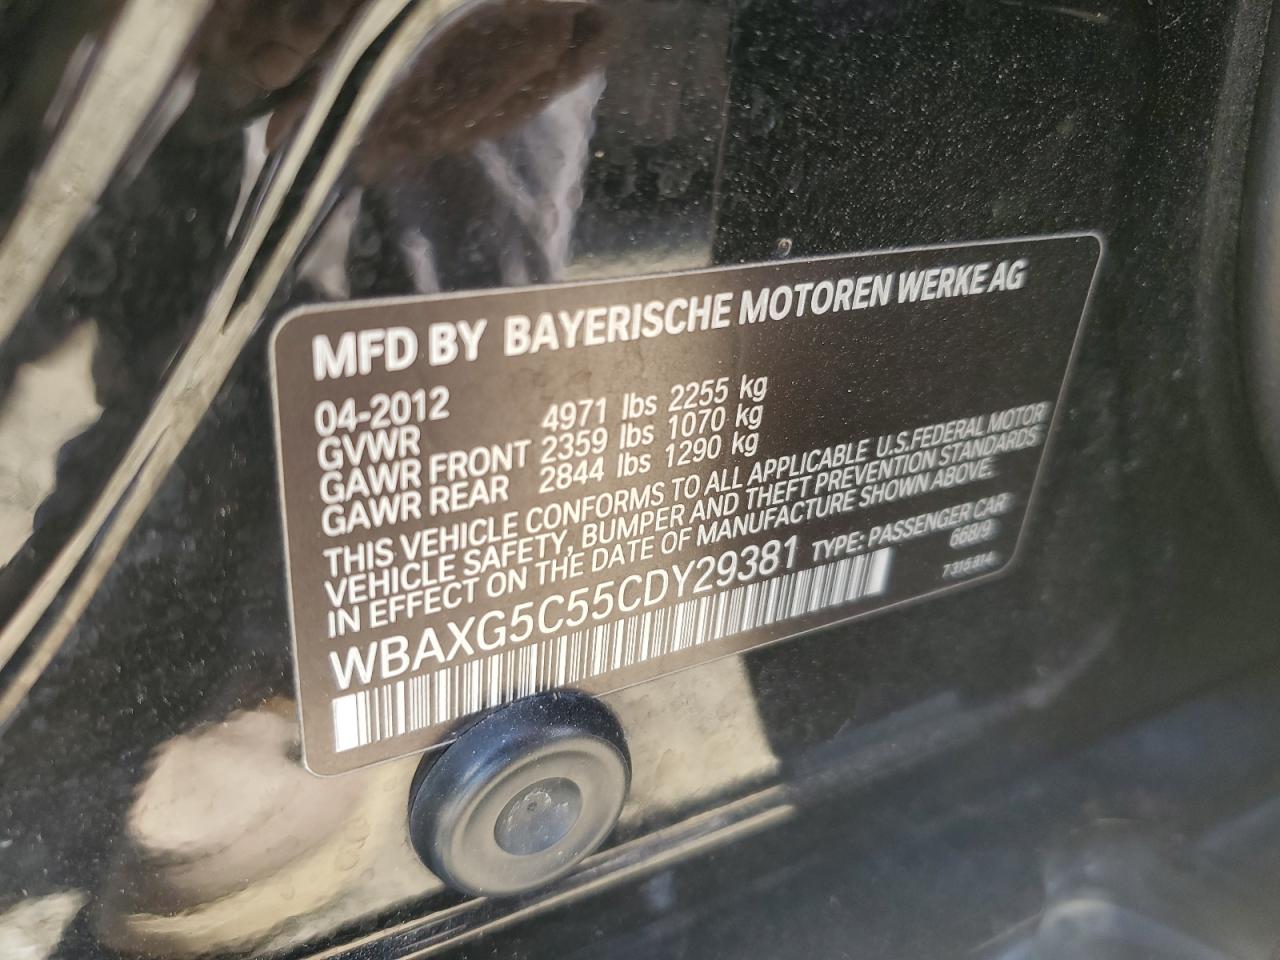 MFD BY BAYERISCHE MOTOREN WERKE AG
04-2012
GVWR 4971 lbs 2255 kg
GAWR FRONT 2359 lbs 1070 kg
GAWR REAR 2844 lbs 1290 kg
THIS VEHICLE CONFORMS TO ALL APPLICABLE U.S.FEDERAL MOTOR
VEHICLE SAFETY, BUMPER AND THEFT PREVENTION STANDARDS
IN EFFECT ON THE DATE OF MANUFACTURE SHOWN ABOVE.
WBAXG5C55CDY29381 TYPE: PASSENGER CAR
668/9
7315814